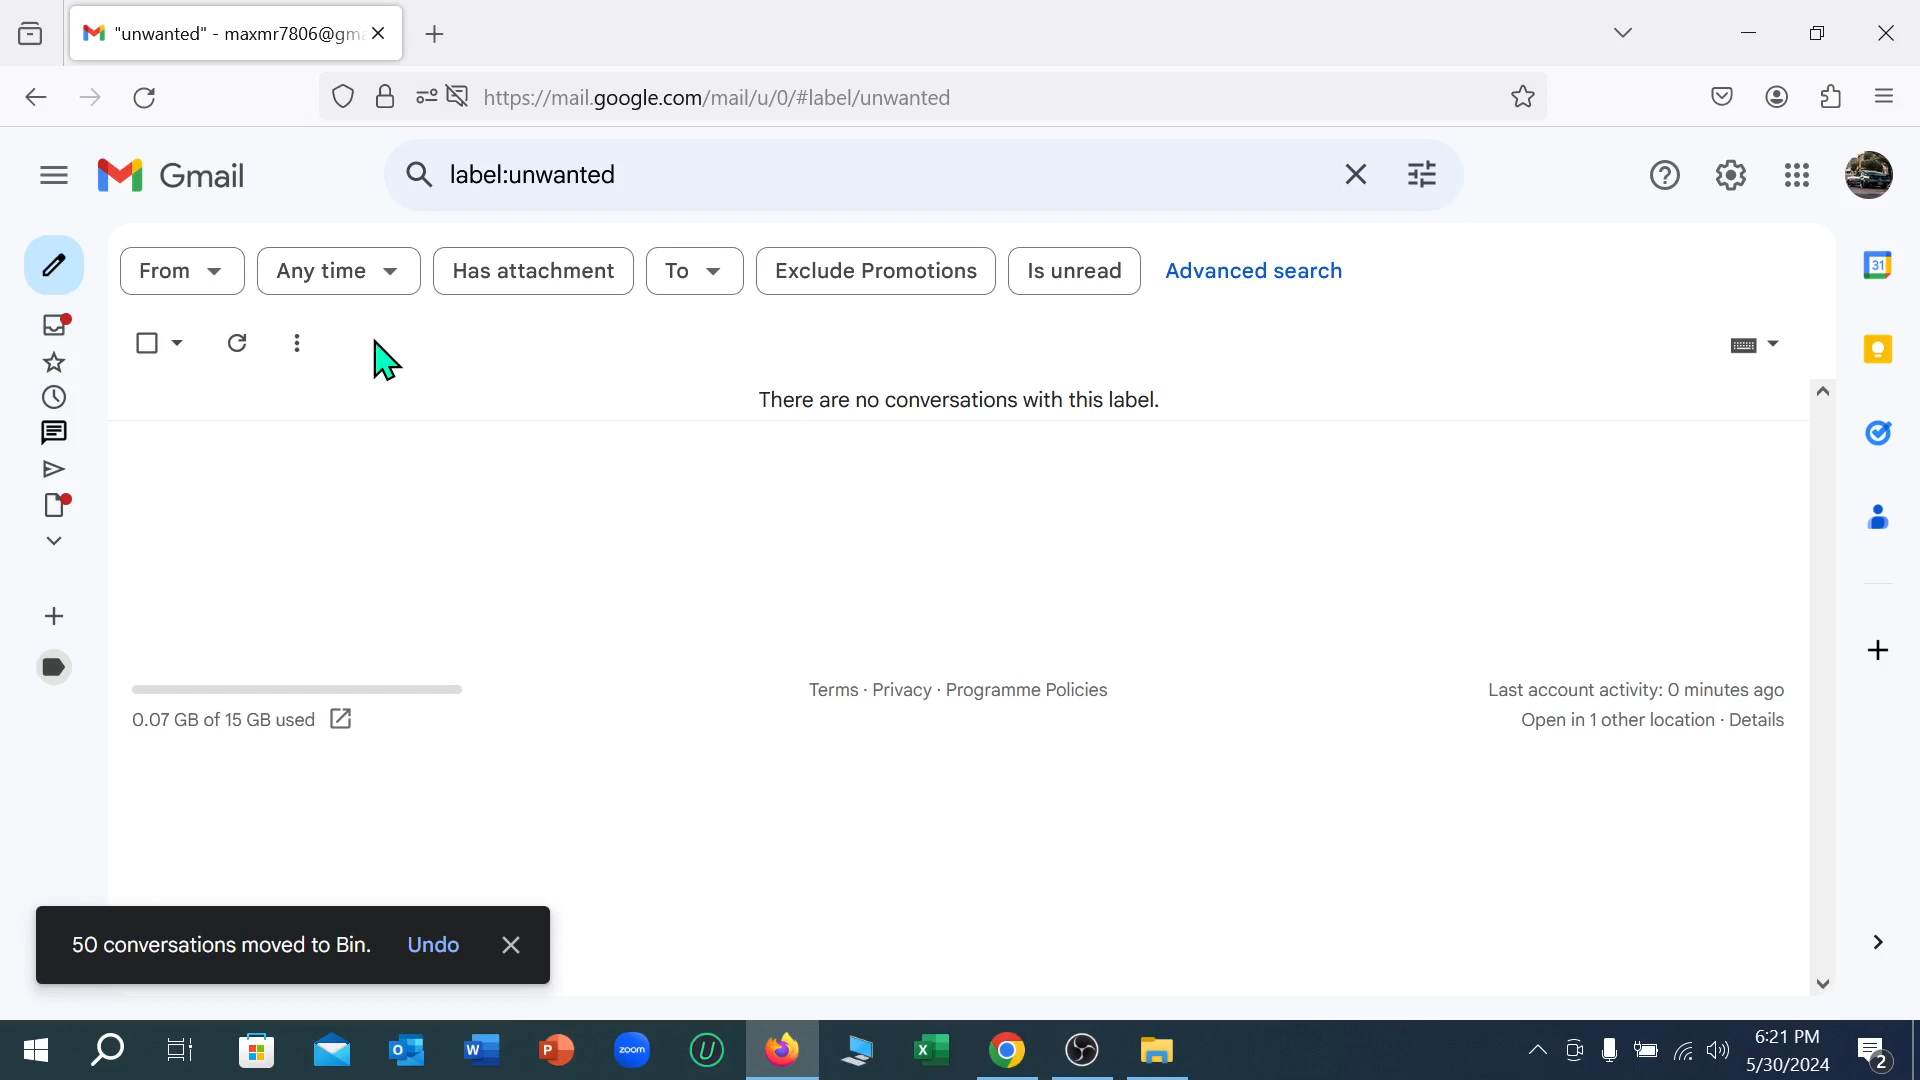 "unwanted" - maxmr7806@gm
https://mail.google.com/mail/u/0/#label/unwanted
Gmail
label:unwanted
31
From
Any time
Has attachment
To
Exclude Promotions
Is unread
Advanced search
There are no conversations with this label.
0.07 GB of 15 GB used
Terms · Privacy · Programme Policies
Last account activity: 0 minutes ago
Open in 1 other location · Details
50 conversations moved to Bin.
Undo
O
W
P
zoom
U
X
6:21 PM
5/30/2024
2